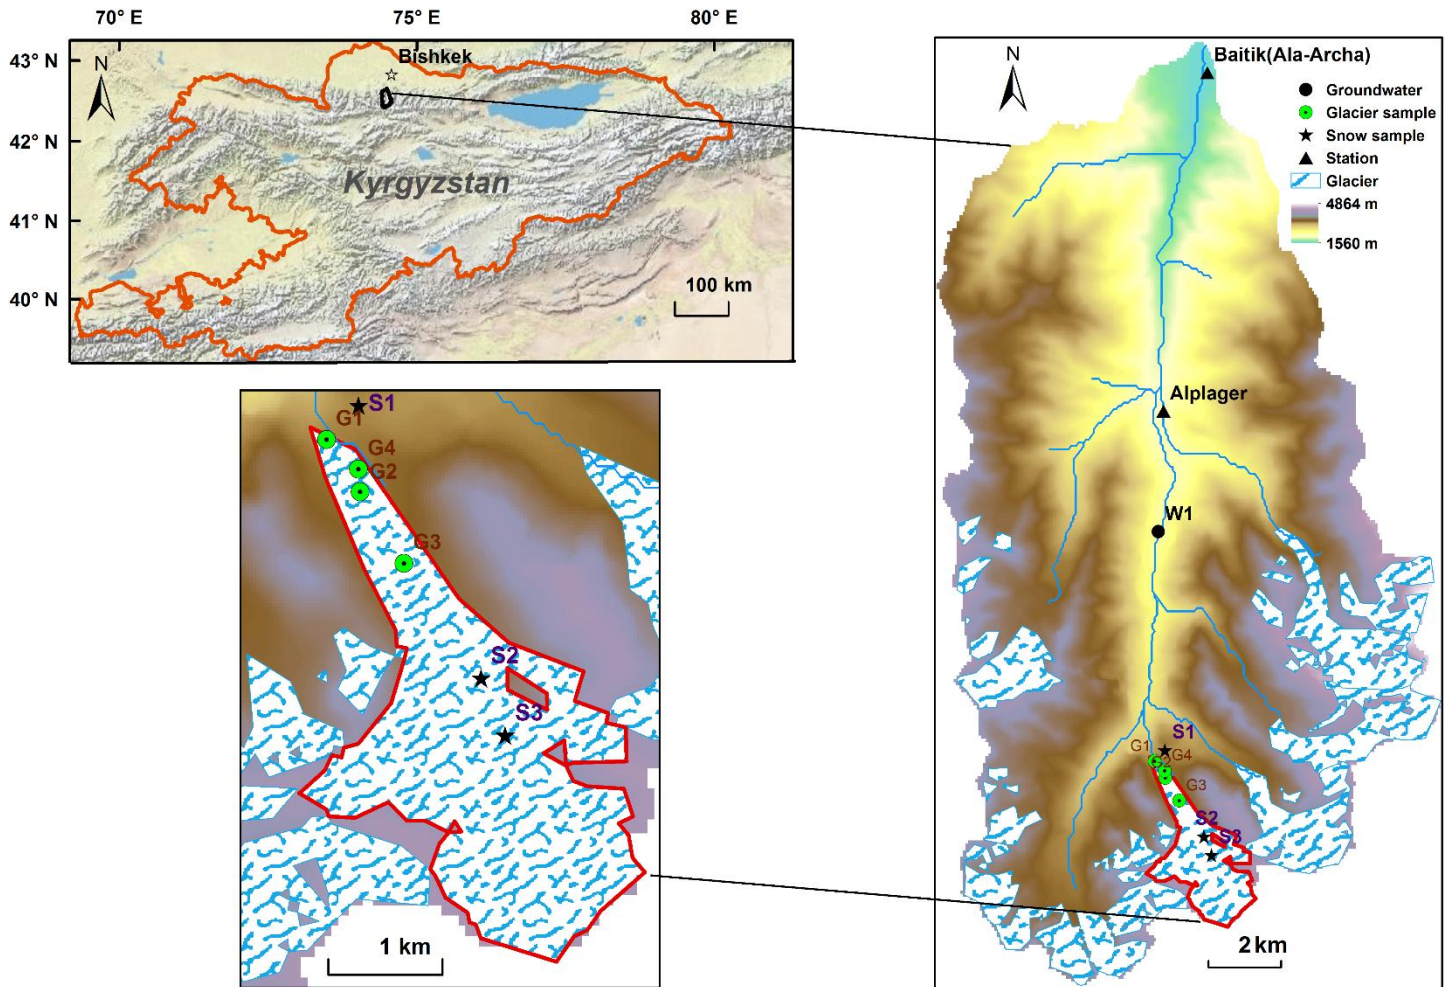 70° E
75° E
80° E
43° N
42° N
41° N
40° N
N
Bishkek
Kyrgyzstan
100 km
S1
G1
G4
G2
G3
S2
S3
1 km
N
Baitik(Ala-Archa)
Groundwater
Glacier sample
Snow sample
Station
Glacier
4864 m
1560 m
Alplager
W1
S1
G1
G4
G2
G3
S2
S3
2 km